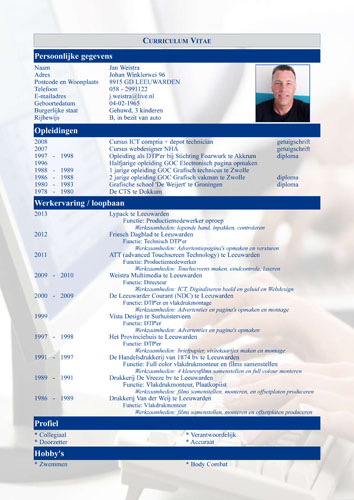 CURRICULUM VITAE
Persoonlijke gegevens
Naam Jan Weistra
Adres Johan Winklerwei 96
Postcode en Woonplaats 8915 GD LEEUWARDEN
Telefoon 058 - 2991122
E-mailadres j.weistra@live.nl
Geboortedatum 04-02-1965
Burgerlijke staat Gehuwd, 3 kinderen
Rijbewijs B, in bezit van auto
Opleidingen
2008 Cursus ICT comptia + depot technician getuigschrift
2007 Cursus webdesigner NHA getuigschrift
1997 - 1998 Opleiding als DTP'er bij Stichting Fearwurk te Akkrum diploma
1996 Halfjarige opleiding GOC Electronisch pagina opmaken
1988 - 1989 1 jarige opleiding GOC Grafisch technicus te Zwolle
1986 - 1988 2 jarige opleiding GOC Grafisch vakman te Zwolle diploma
1980 - 1983 Grafische school 'De Weijert' te Groningen diploma
1978 - 1980 De CTS te Dokkum
Werkervaring / loopbaan
2013 Lypack te Leeuwarden
Functie: Productiemedewerker oproep
Werkzaamheden: lopende band, inpakken, controleren
2012 Friesch Dagblad te Leeuwarden
Functie: Technisch DTP'er
Werkzaamheden: Advertentiepagina's opmaken en versturen
2011 ATT (advanced Touchscreen Technology) te Leeuwarden
Functie: Productiemedewerker
Werkzaamheden: Touchscreens maken, eindcontrole, laseren
2009 - 2010 Weistra Multimedia te Leeuwarden
Functie: Directeur
Werkzaamheden: ICT, Digitaliseren beeld en geluid en Webdesign
2000 - 2009 De Leeuwarder Courant (NDC) te Leeuwarden
Functie: DTP'er en vlakdrukmontage
Werkzaamheden: Advertenties en pagina's opmaken en montage
1999 Vista Design te Surhuisterveen
Functie: DTP'er
Werkzaamheden: Advertenties en pagina's opmaken
1997 - 1998 Het Provinciehuis te Leeuwarden
Functie: DTP'er
Werkzaamheden: briefpapier, visitekaartjes maken en montage
1991 - 1997 De Handelsdrukkerij van 1874 bv te Leeuwarden
Functie: Full color vlakdrukmonteur en films samenstellen
Werkzaamheden: 4 kleurenfilms samenstellen en full colour monteren
1989 - 1991 Drukkerij De Vreeze bv te Leeuwarden
Functie: Vlakdrukmonteur, Plaatkopiist
Werkzaamheden: films samenstellen, monteren, en offsetplaten produceren
1986 - 1989 Drukkerij Van der Weij te Leeuwarden
Functie: Vlakdrukmonteur
Werkzaamheden: films samenstellen, monteren, en offsetplaten produceren
Profiel
* Collegiaal * Verantwoordelijk
* Doorzetter * Accuraat
Hobby's
* Zwemmen * Body Combat